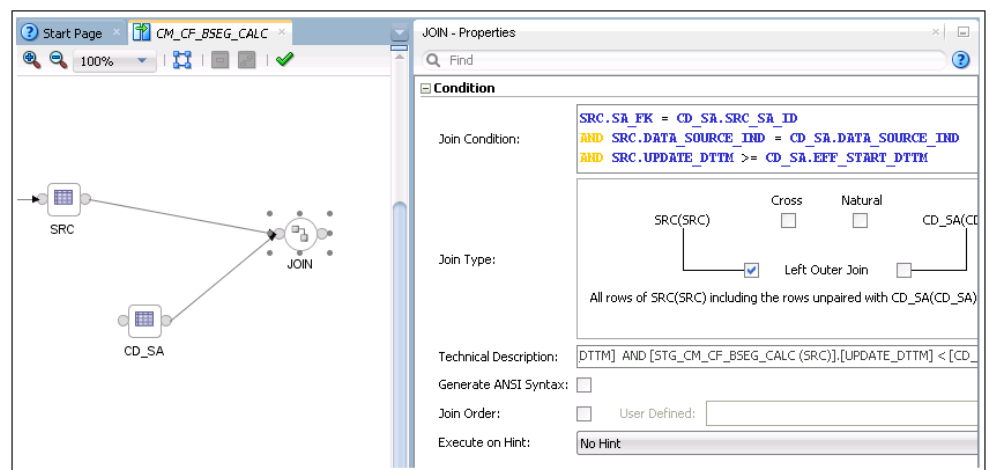 Start Page
CM_CF_BSEG_CALC
JOIN - Properties
100%
Find
Condition
Join Condition:
SRC.SA_FK = CD_SA.SRC_SA_ID
AND SRC.DATA_SOURCE_IND = CD_SA.DATA_SOURCE_IND
AND SRC.UPDATE_DTTM >= CD_SA.EFF_START_DTTM
SRC
JOIN
CD_SA
Join Type:
Cross
Natural
SRC(SRC)
CD_SA(CD
Left Outer Join
All rows of SRC(SRC) including the rows unpaired with CD_SA(CD_SA)
Technical Description:
DTTM] AND [STG_CM_CF_BSEG_CALC (SRC)].[UPDATE_DTTM] < [CD_
Generate ANSI Syntax:
Join Order:
User Defined:
Execute on Hint:
No Hint